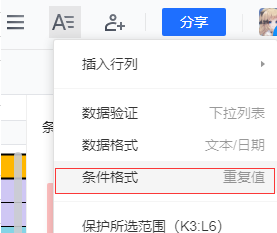 A
分享
插入行列
条
数据验证 下拉列表
数据格式 文本/日期
条件格式 重复值
保护所选范围（K3:L6）